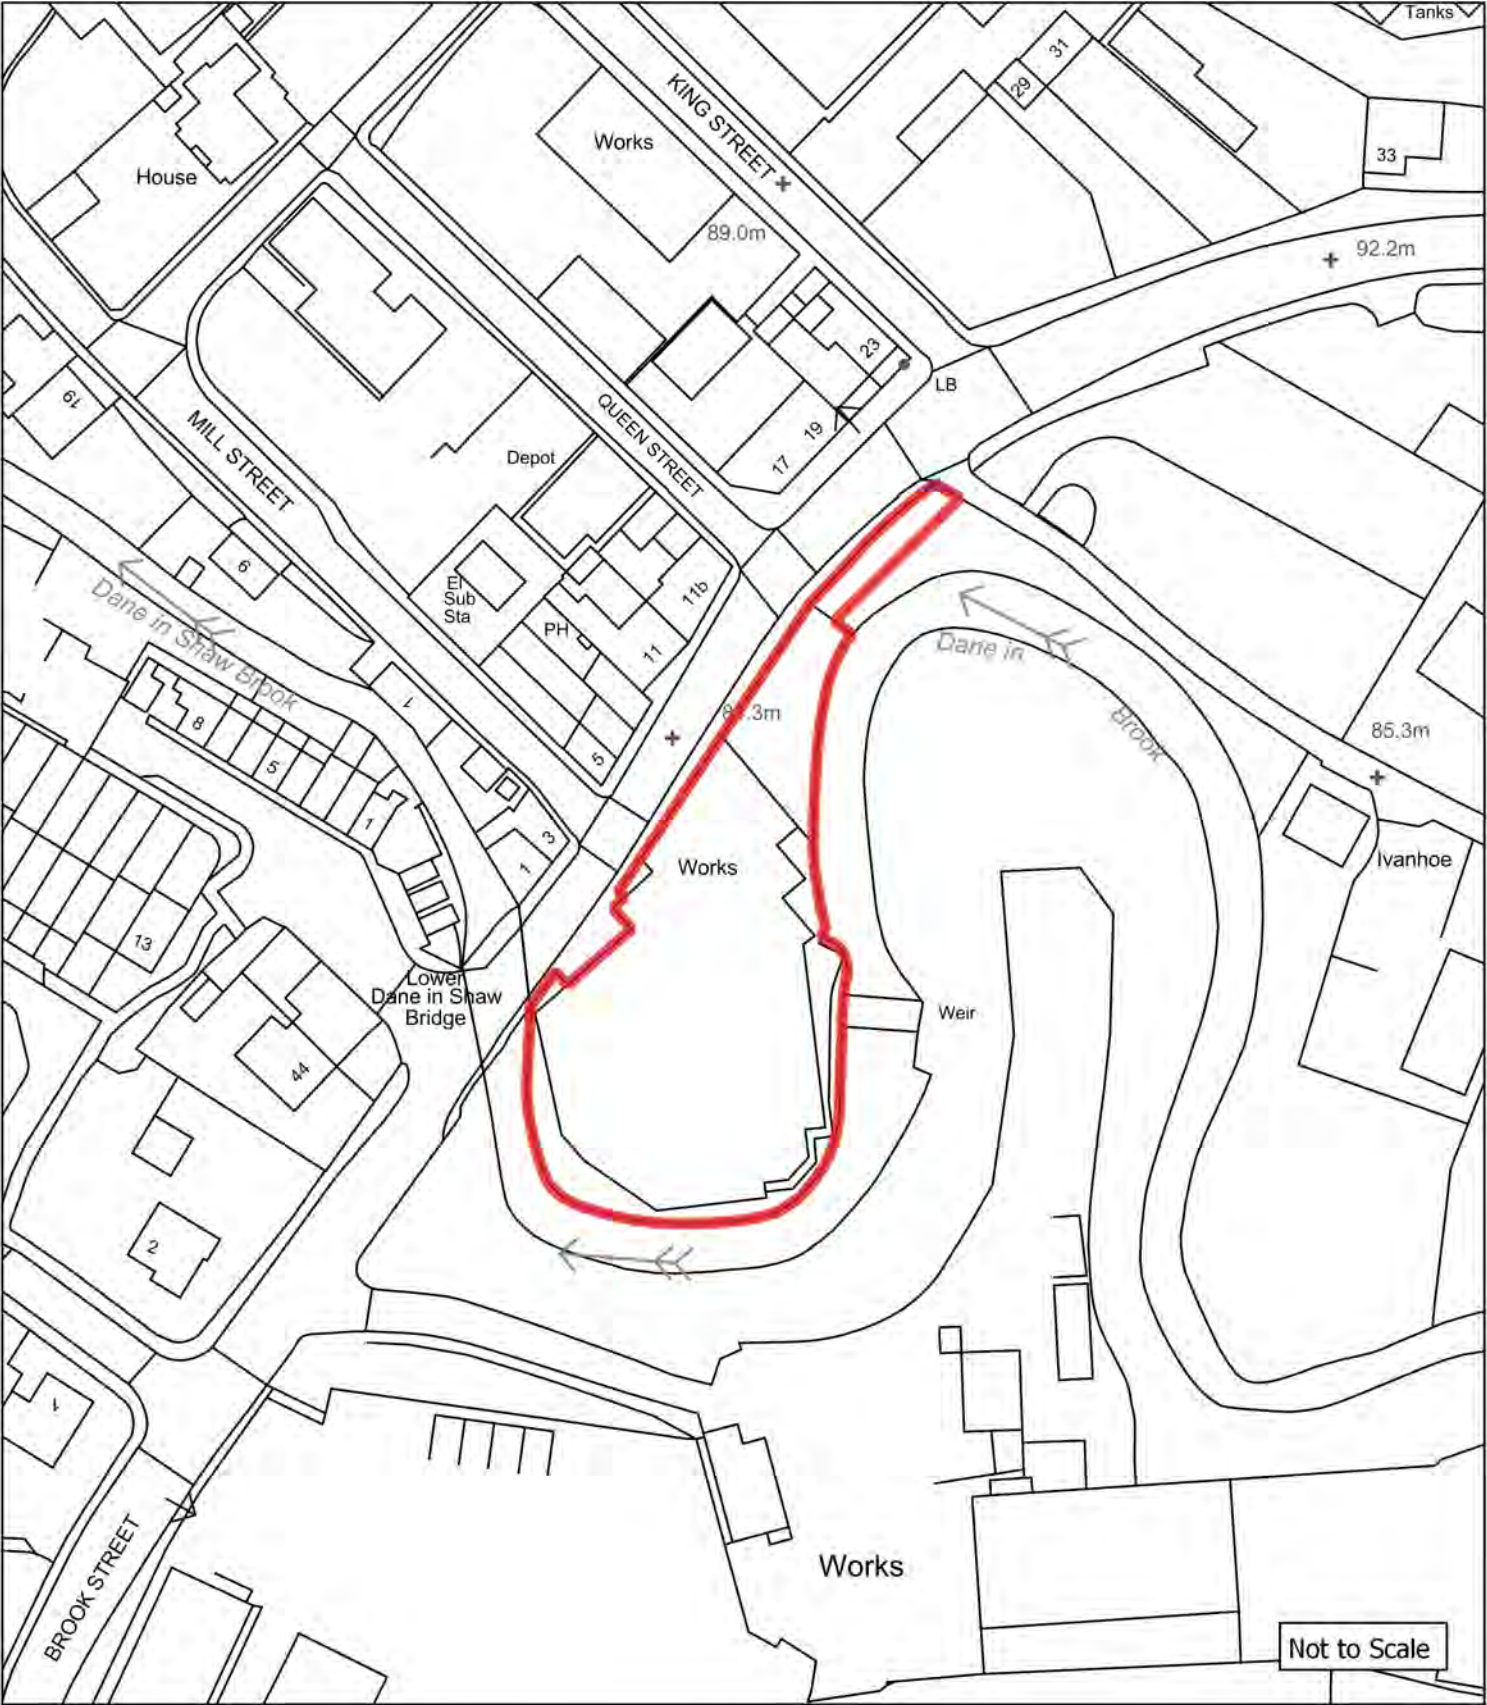 Tanks
31
29
KING STREET
Works
33
House
89.0m
92.2m
23
LB
19
MILL STREET
QUEEN STREET
19
17
Depot
6
El
Sub
Sta
11b
Dane in Shaw Brook
PH
11
Dane in
Brook
1
8
5
5
85.3m
1
3
1
Works
Ivanhoe
13
Lower
Dane in Shaw
Bridge
Weir
44
2
1
BROOK STREET
Works
Not to Scale